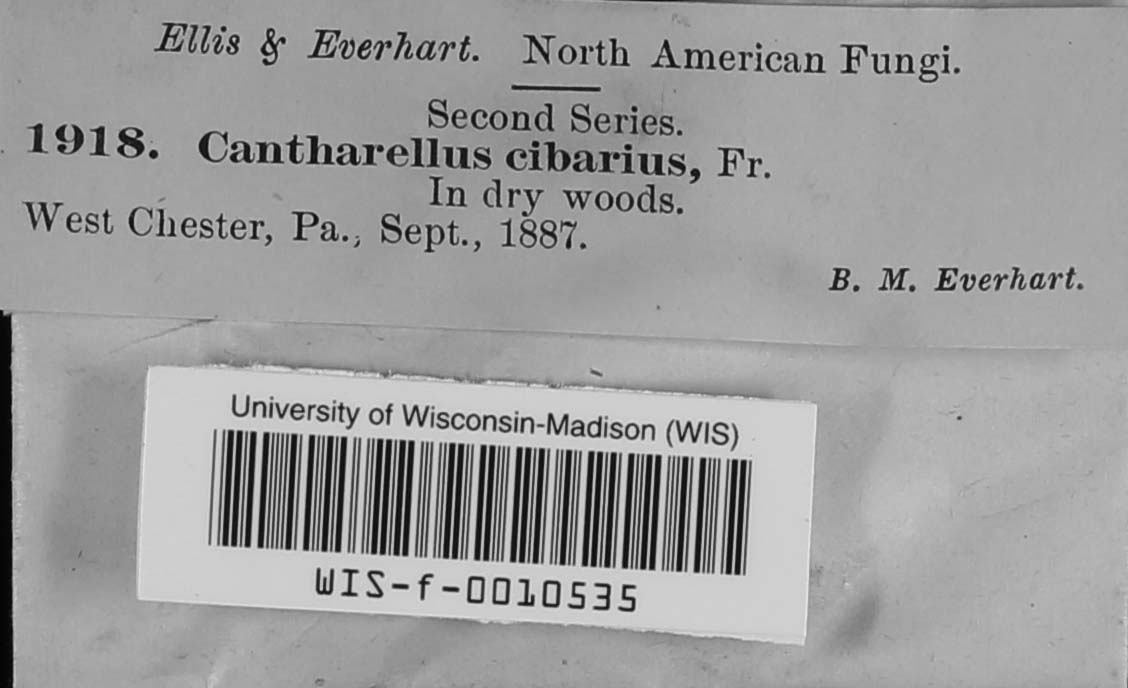 Ellis & Everhart. North American Fungi.
Second Series.
1918. Cantharellus cibarius, Fr.
In dry woods.
West Chester, Pa., Sept., 1887.
B. M. Everhart.
University of Wisconsin-Madison (WIS)
WIS-f-0010535